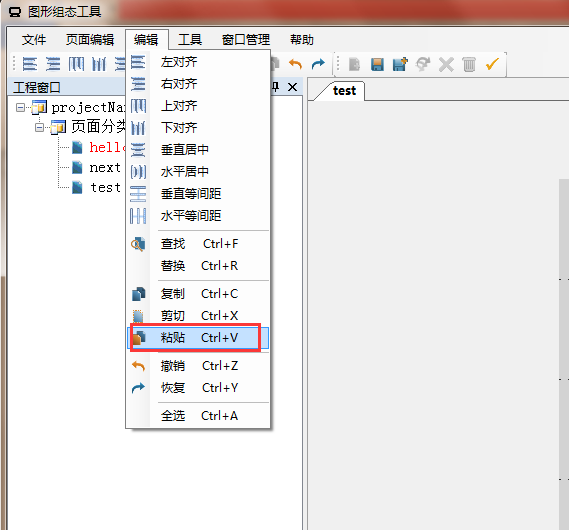 图形组态工具
文件 页面编辑 编辑 工具 窗口管理 帮助
工程窗口
test
projectNa
页面分类
hello
next
test
左对齐
右对齐
上对齐
下对齐
垂直居中
水平居中
垂直等间距
水平等间距
查找 Ctrl+F
替换 Ctrl+R
复制 Ctrl+C
剪切 Ctrl+X
粘贴 Ctrl+V
撤销 Ctrl+Z
恢复 Ctrl+Y
全选 Ctrl+A